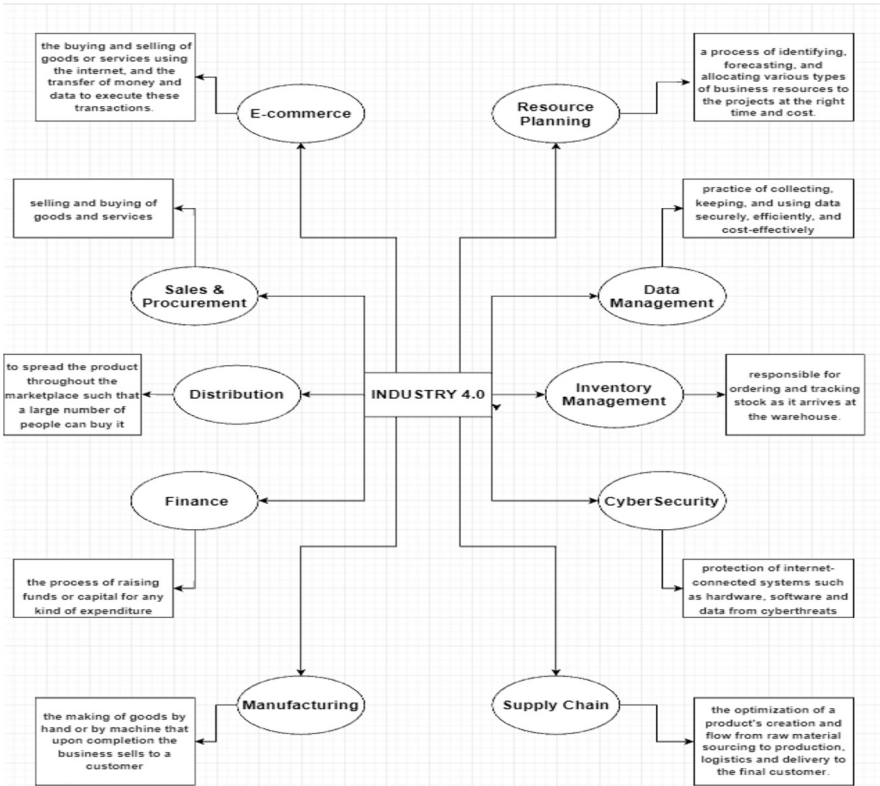 the buying and selling of
goods or services using
the internet, and the
transfer of money and
data to execute these
transactions.
E-commerce
Resource
Planning
a process of identifying,
forecasting, and
allocating various types
of business resources to
the projects at the right
time and cost.
selling and buying of
goods and services
Sales &
Procurement
Data
Management
practice of collecting,
keeping, and using data
securely, efficiently, and
cost-effectively
to spread the product
throughout the
marketplace such that
a large number of
people can buy it
Distribution
INDUSTRY 4.0
Inventory
Management
responsible for
ordering and tracking
stock as it arrives at
the warehouse.
Finance
the process of raising
funds or capital for any
kind of expenditure
CyberSecurity
protection of internet-
connected systems such
as hardware, software and
data from cyberthreats
Manufacturing
the making of goods by
hand or by machine that
upon completion the
business sells to a
customer
Supply Chain
the optimization of a
product's creation and
flow from raw material
sourcing to production,
logistics and delivery to
the final customer.